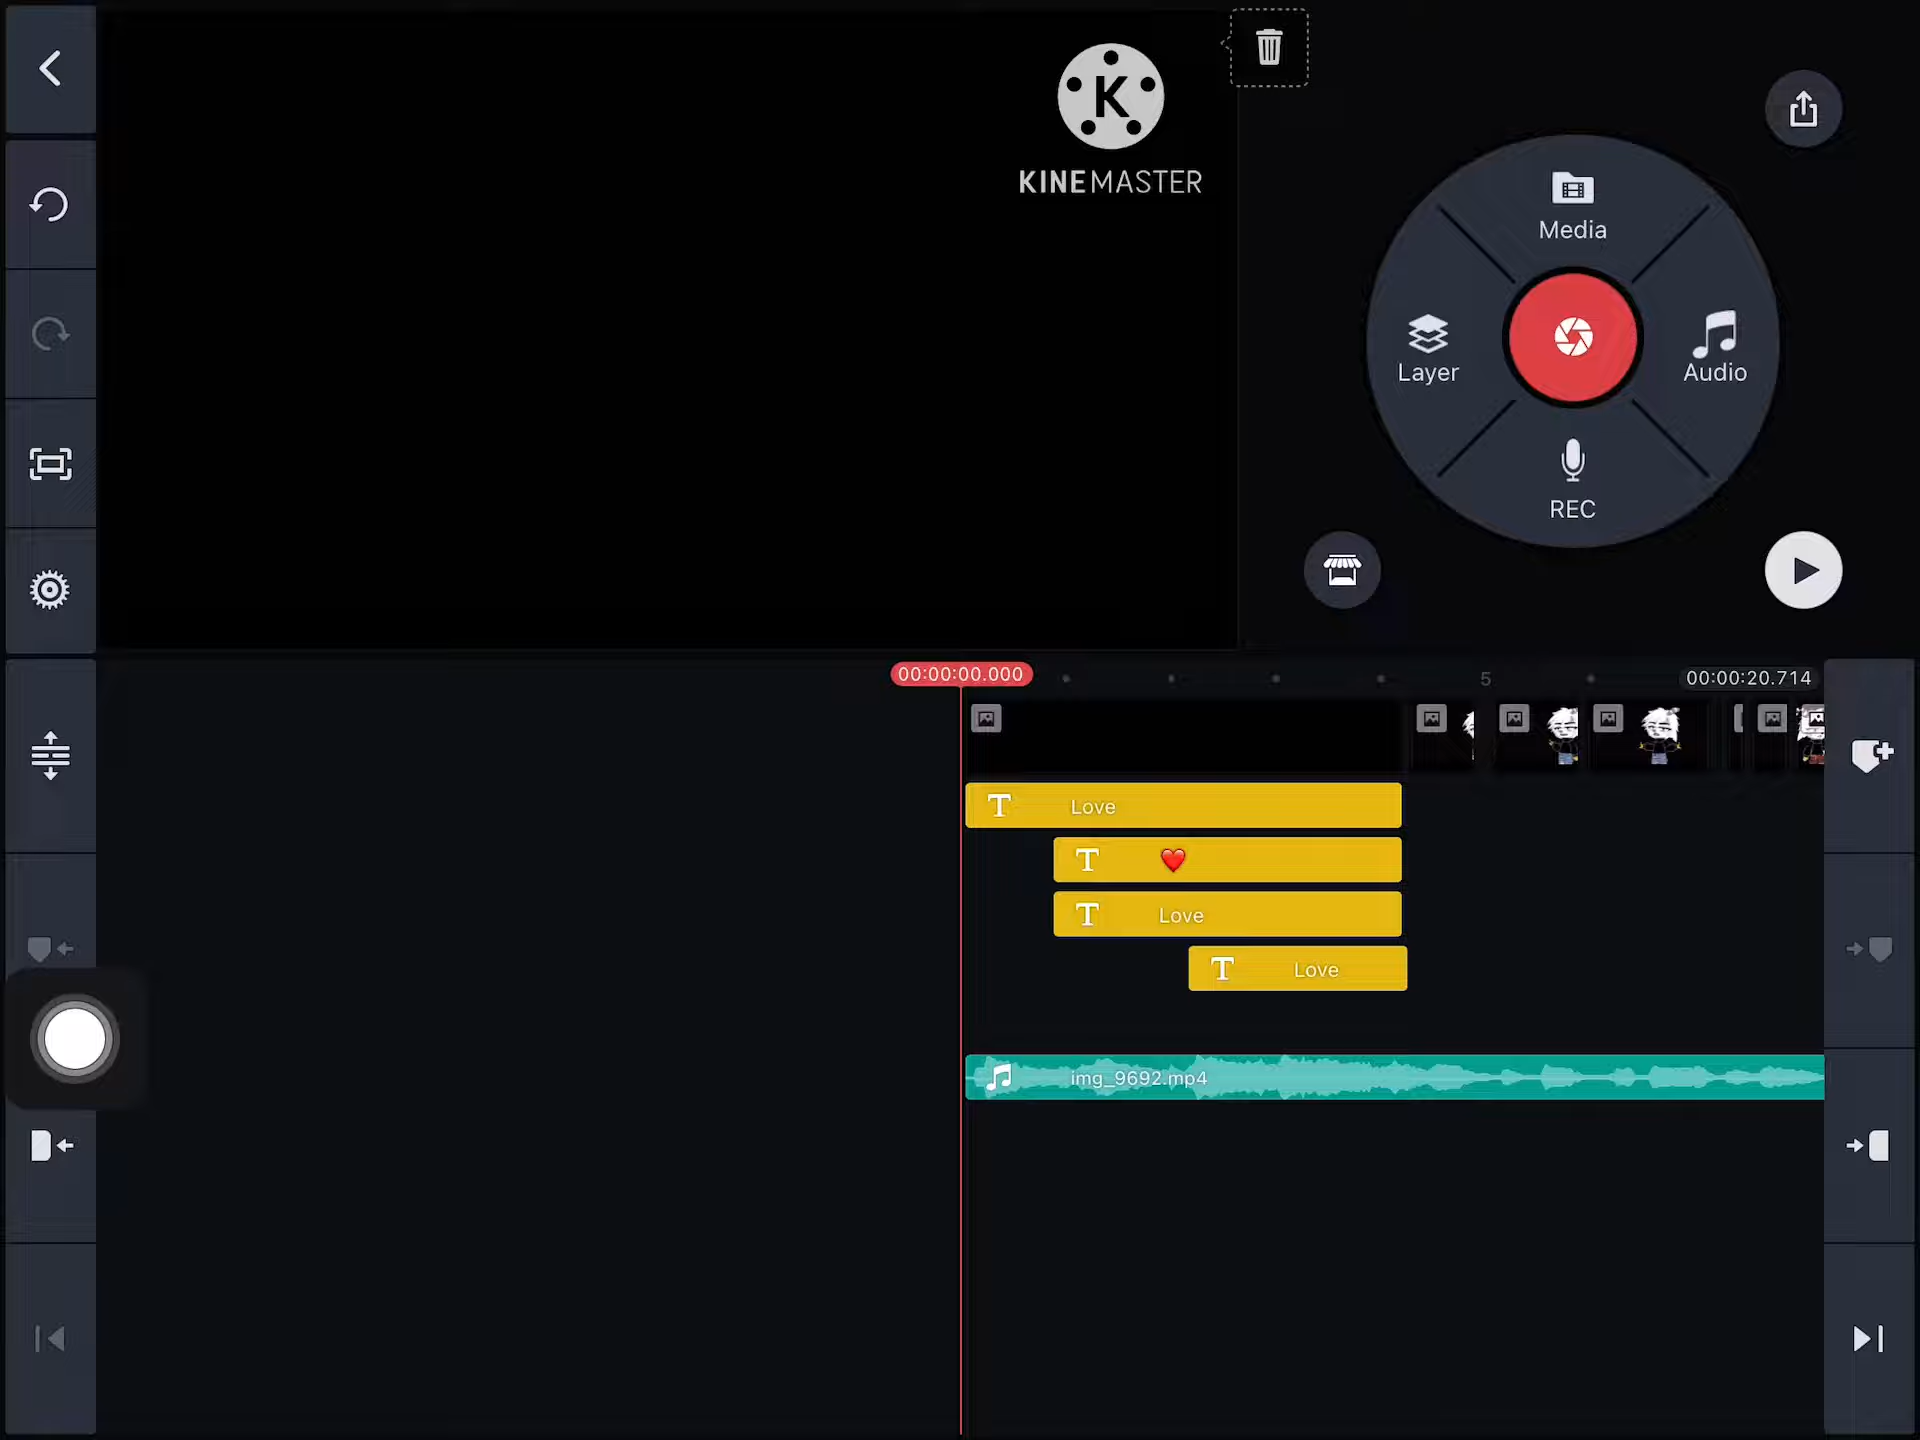 K
KINEMASTER
Media
Layer
Audio
REC
00:00:00.000
5
00:00:20.714
T Love
T ❤️
T Love
T Love
img_9692.mp4